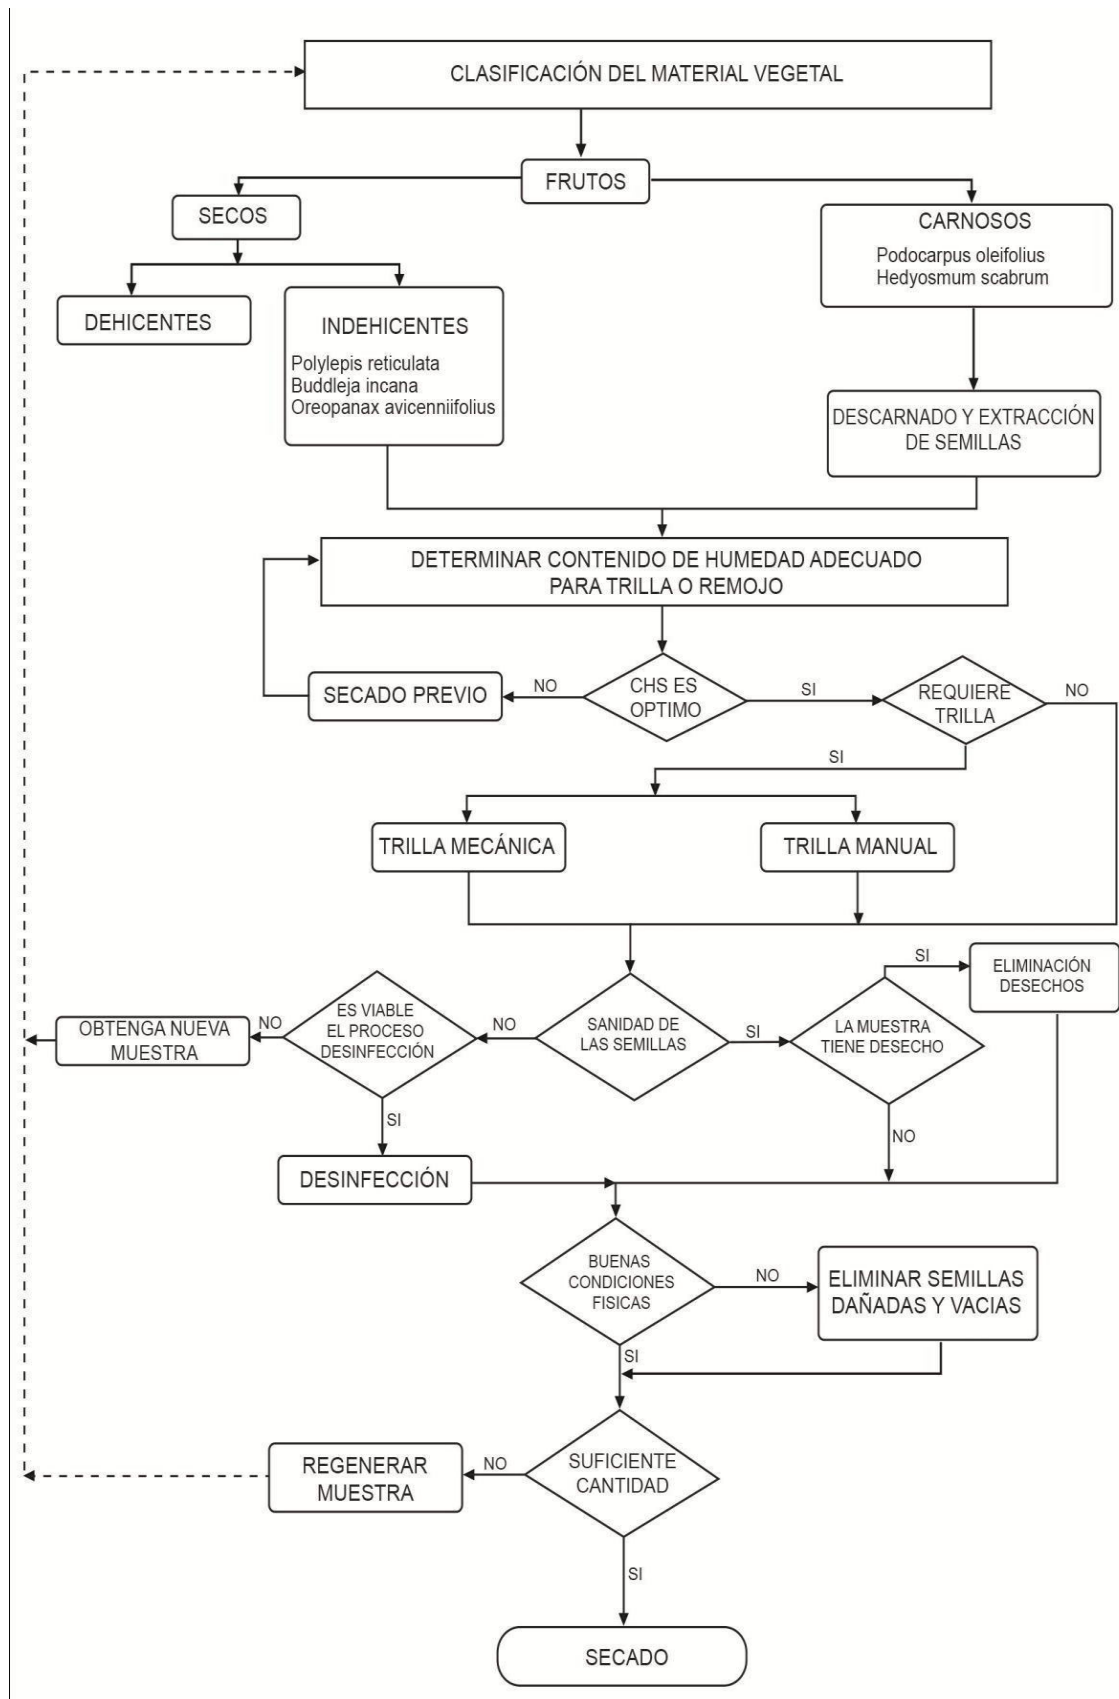 CLASIFICACIÓN DEL MATERIAL VEGETAL
FRUTOS
SECOS
CARNOSOS
Podocarpus oleifolius
Hedyosmum scabrum
DEHICENTES
INDEHICENTES
Polylepis reticulata
Buddleja incana
Oreopanax avicenniifolius
DESCARNADO Y EXTRACCIÓN
DE SEMILLAS
DETERMINAR CONTENIDO DE HUMEDAD ADECUADO
PARA TRILLA O REMOJO
SECADO PREVIO
NO
CHS ES
OPTIMO
SI
REQUIERE
TRILLA
NO
SI
TRILLA MECÁNICA
TRILLA MANUAL
OBTENGA NUEVA
MUESTRA
NO
ES VIABLE
EL PROCESO
DESINFECCIÓN
NO
SANIDAD DE
LAS SEMILLAS
SI
LA MUESTRA
TIENE DESECHO
SI
ELIMINACIÓN
DESECHOS
SI
NO
DESINFECCIÓN
BUENAS
CONDICIONES
FISICAS
NO
ELIMINAR SEMILLAS
DAÑADAS Y VACIAS
SI
REGENERAR
MUESTRA
NO
SUFICIENTE
CANTIDAD
SI
SECADO